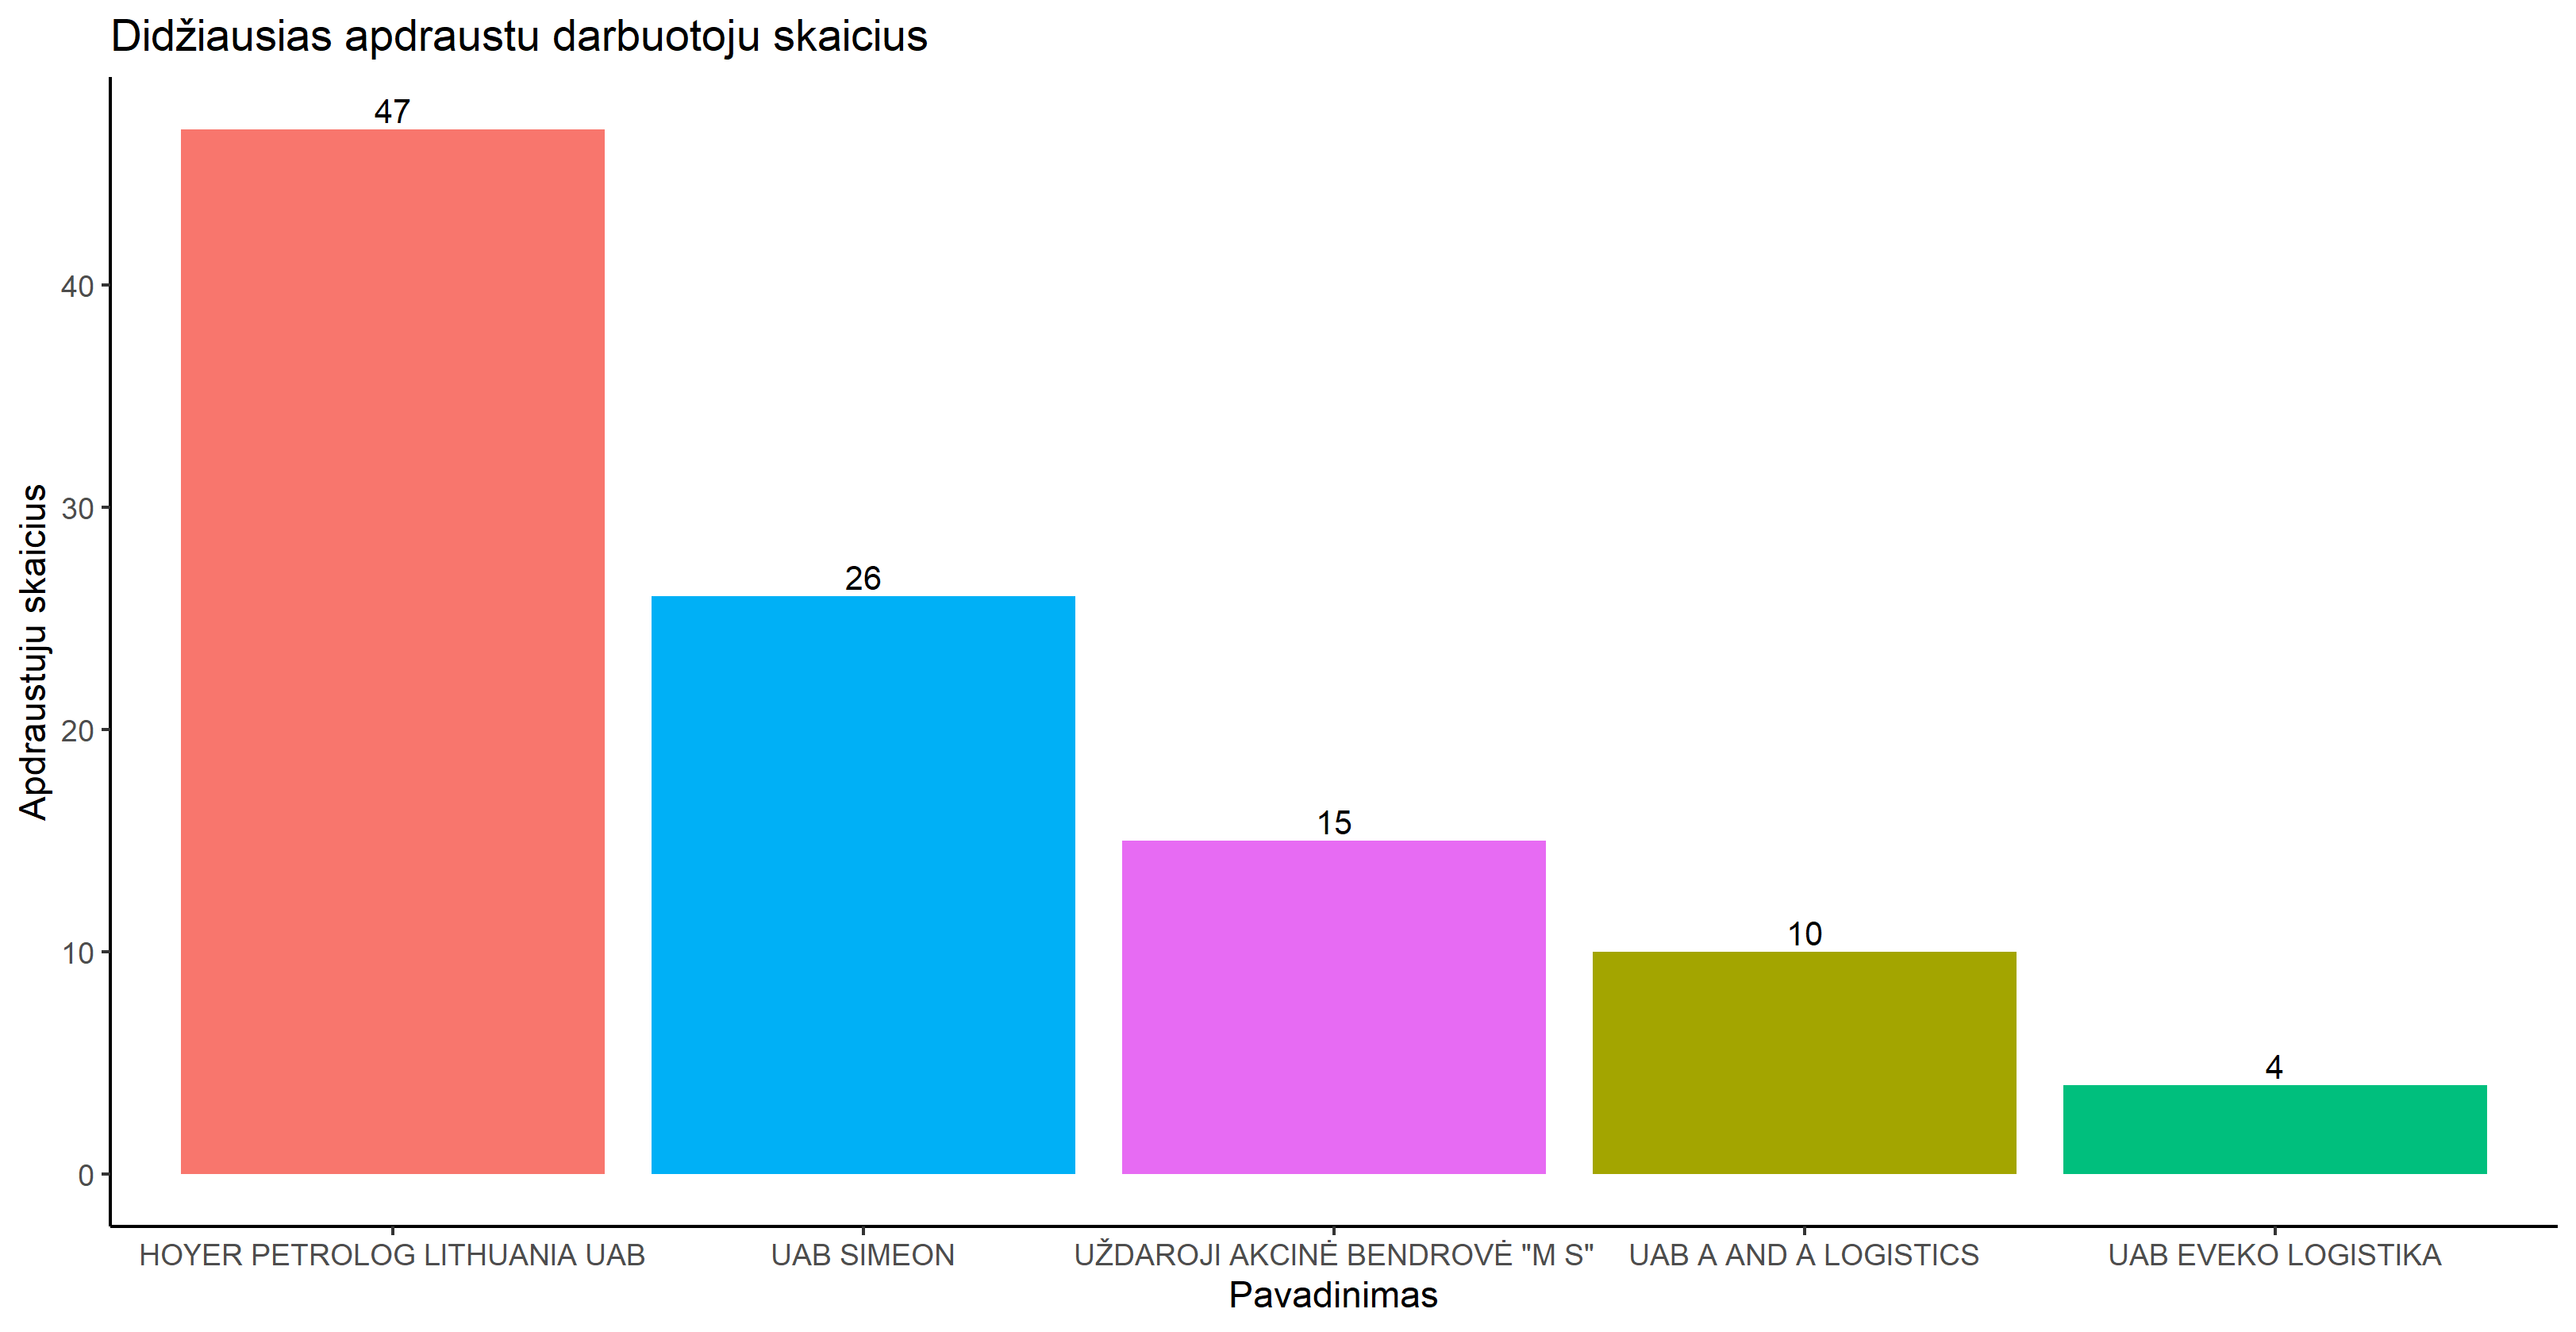 Didžiausias apdraustu darbuotoju skaicius
Apdraustuju skaicius
40
30
20
10
0
47
26
15
10
4
HOYER PETROLOG LITHUANIA UAB
UAB SIMEON
UŽDAROJI AKCINĖ BENDROVĖ "M S"
UAB A AND A LOGISTICS
UAB EVEKO LOGISTIKA
Pavadinimas